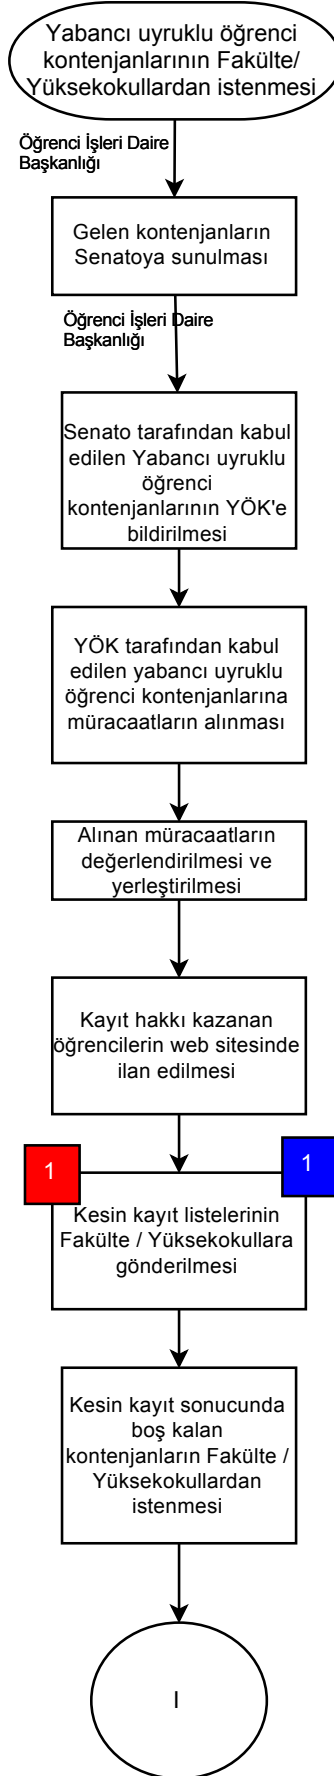 Yabancı uyruklu öğrenci
kontenjanlarının Fakülte/
Yüksekokullardan istenmesi
Öğrenci İşleri Daire
Başkanlığı
Gelen kontenjanların
Senatoya sunulması
Öğrenci İşleri Daire
Başkanlığı
Senato tarafından kabul
edilen Yabancı uyruklu
öğrenci
kontenjanlarının YÖK'e
bildirilmesi
YÖK tarafından kabul
edilen yabancı uyruklu
öğrenci kontenjanlarına
müracaatların alınması
Alınan müracaatların
değerlendirilmesi ve
yerleştirilmesi
Kayıt hakkı kazanan
öğrencilerin web sitesinde
ilan edilmesi
1
1
Kesin kayıt listelerinin
Fakülte / Yüksekokullara
gönderilmesi
Kesin kayıt sonucunda
boş kalan
kontenjanların Fakülte /
Yüksekokullardan
istenmesi
I